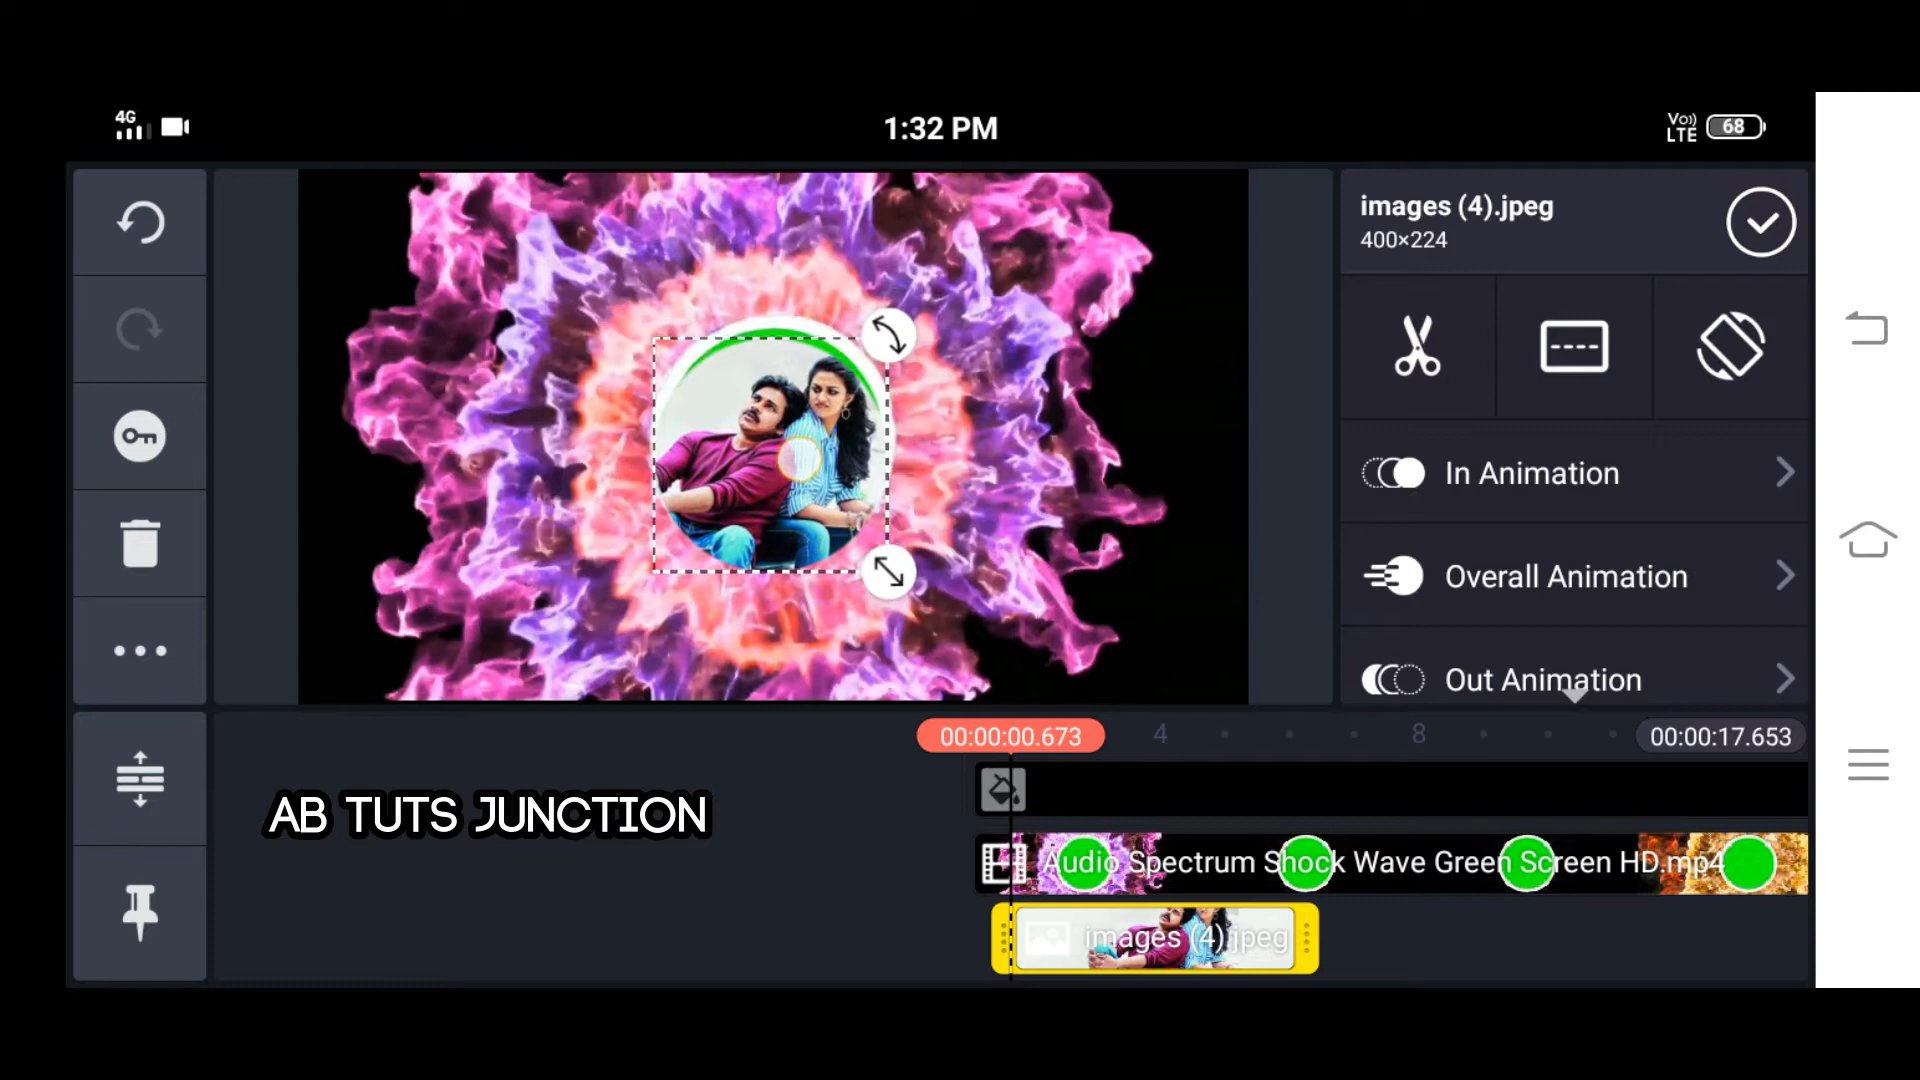 4G
1:32 PM
Vo)) LTE
68
images (4).jpeg
400×224
In Animation
Overall Animation
Out Animation
00:00:00.673
4
8
00:00:17.653
AB TUTS JUNCTION
Audio Spectrum Shock Wave Green Screen HD.mp4
images (4).jpeg